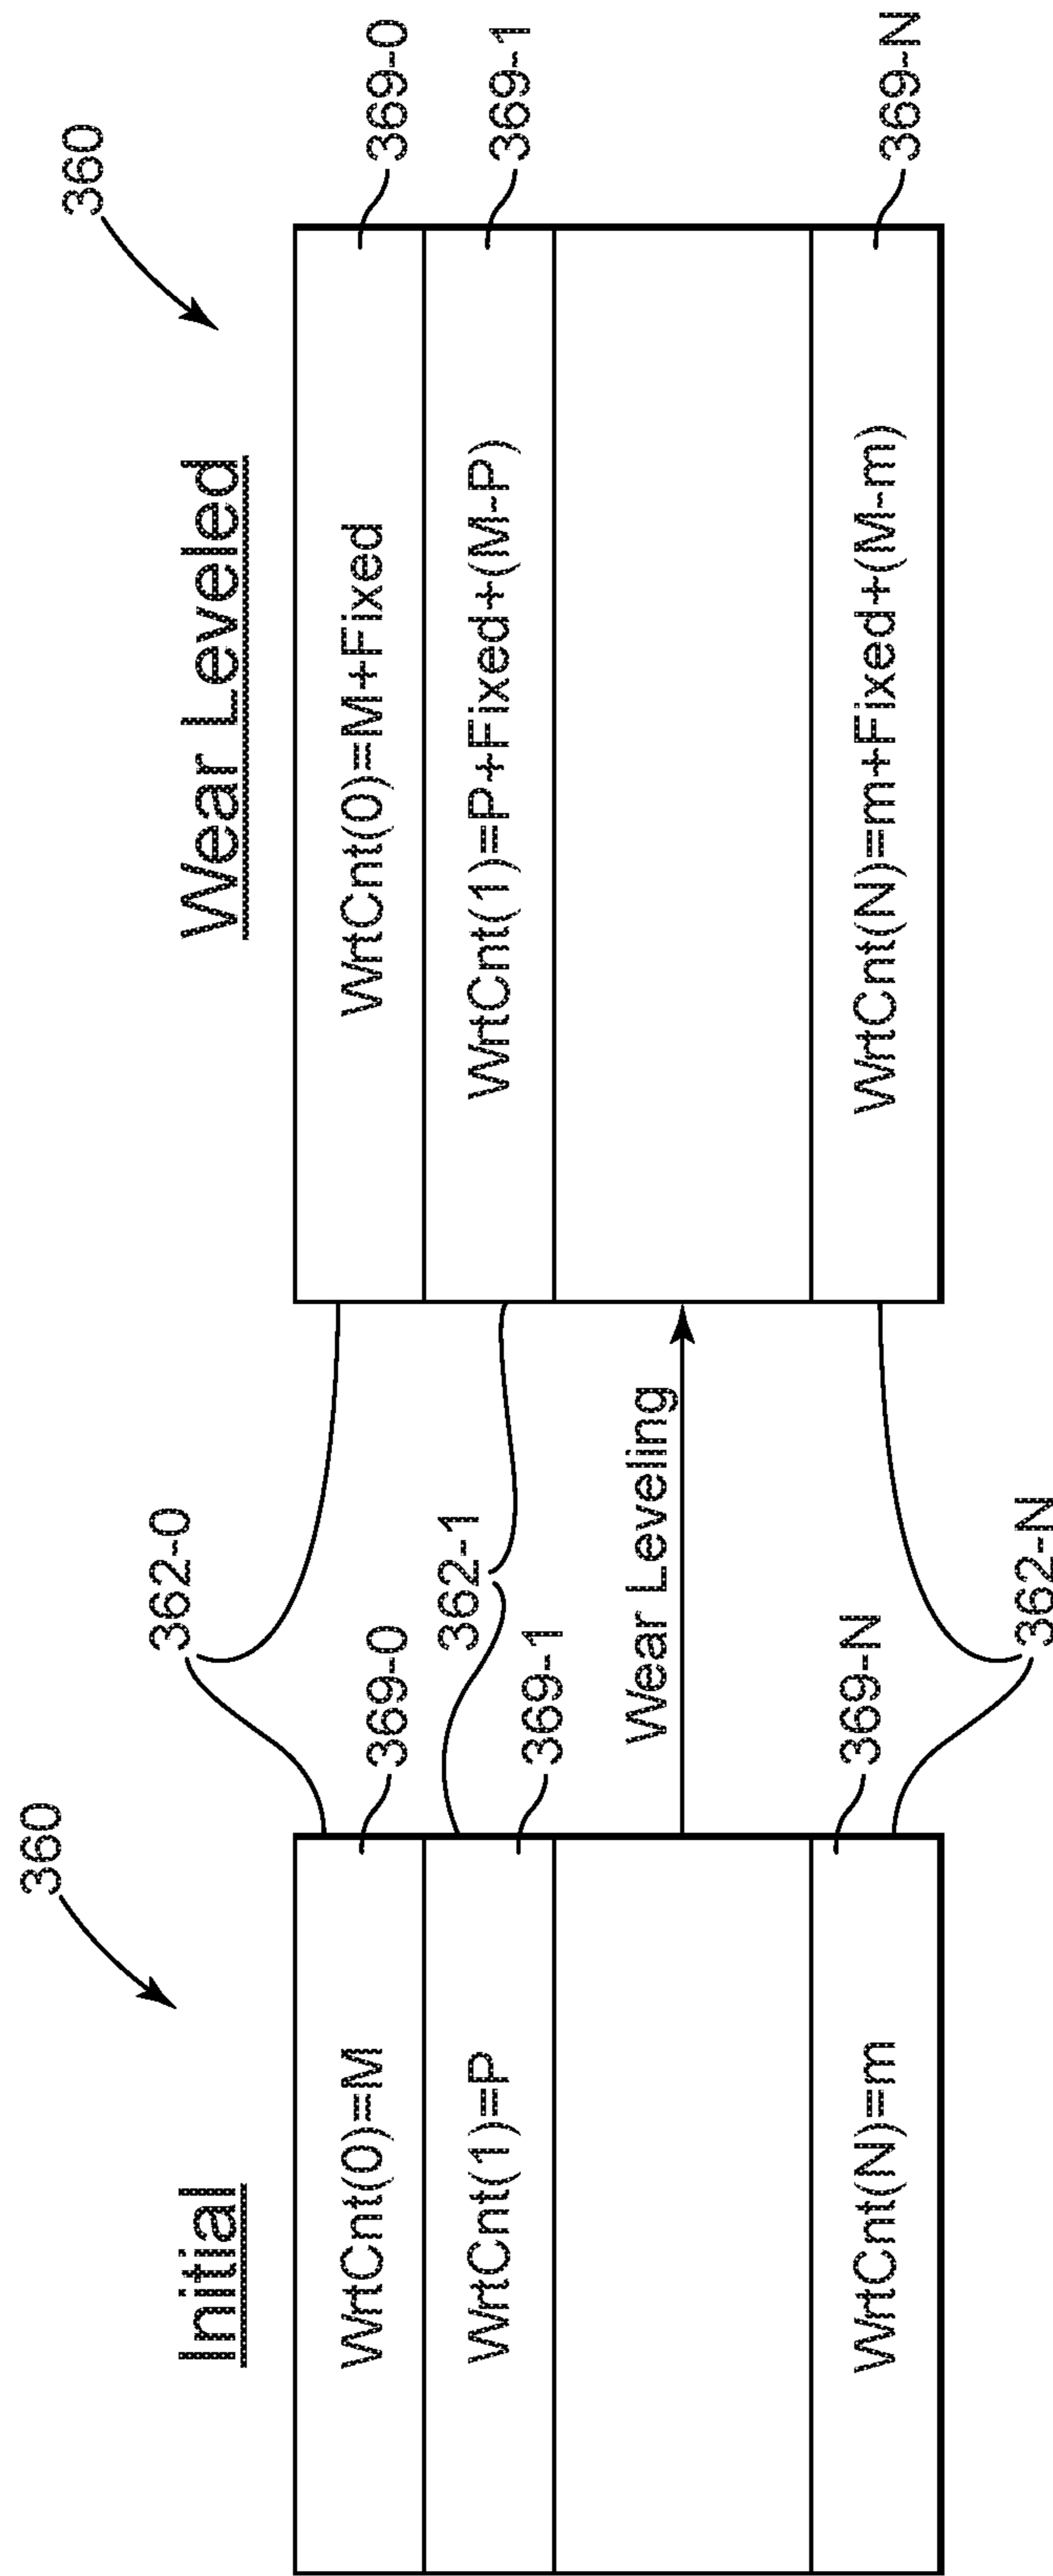 Initial
360
WrtCnt(0)=M
369-0
WrtCnt(1)=P
369-1
WrtCnt(N)=m
369-N
362-0
362-1
Wear Leveling
362-N
Wear Leveled
360
WrtCnt(0)=M+Fixed
369-0
WrtCnt(1)=P+Fixed+(M-P)
369-1
WrtCnt(N)=m+Fixed+(M-m)
369-N